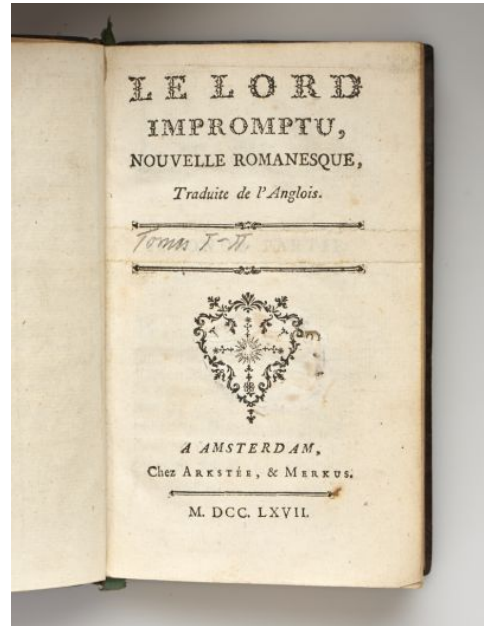 LE LORD
IMPROMPTU,
NOUVELLE ROMANESQUE,
Traduite de l'Anglois.
Tomes I-II.
A AMSTERDAM,
Chez ARKSTÉE, & MERKUS.
M. DCC. LXVII.